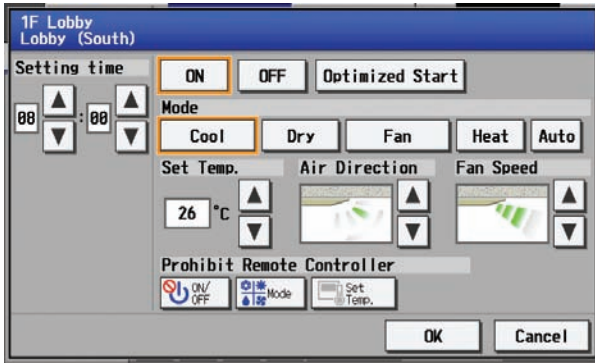 1F Lobby
Lobby (South)
Setting time
ON OFF Optimized Start
08 : 00
Mode
Cool Dry Fan Heat Auto
Set Temp. Air Direction Fan Speed
26 °C
Prohibit Remote Controller
ON/OFF Mode Set Temp.
OK Cancel